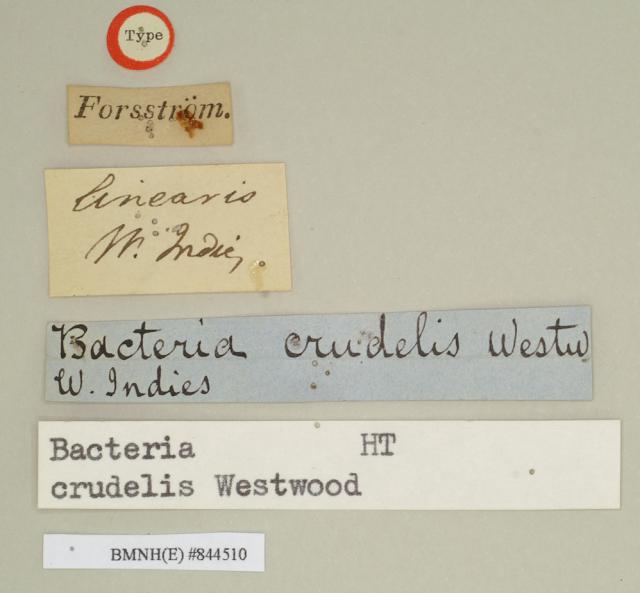 Type
Forsström.
linearis
W. Indies,
Bacteria crudelis Westw
W. Indies
Bacteria HT
crudelis Westwood
BMNH(E) #844510